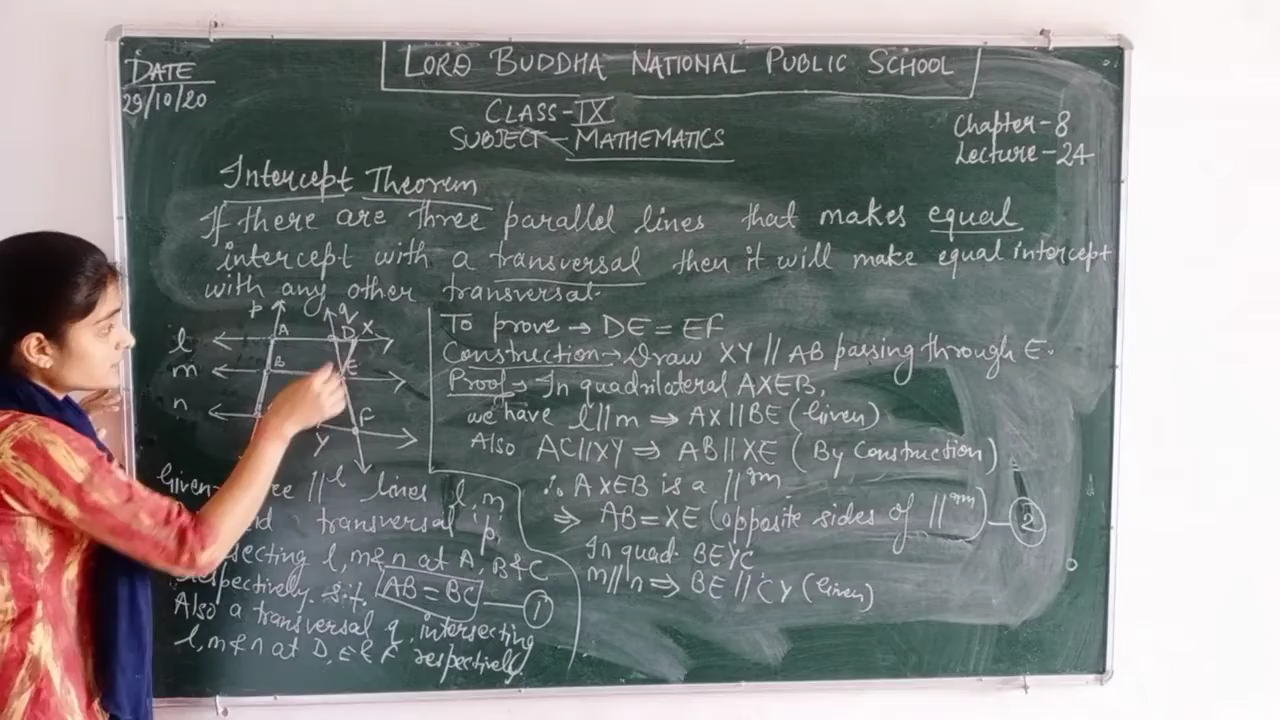 DATE
29/10/20
LORD BUDDHA NATIONAL PUBLIC SCHOOL
CLASS-IX
SUBJECT-MATHEMATICS
Chapter-8
Lecture-24
Intercept Theorem
If there are three parallel lines that makes equal
intercept with a transversal then it will make equal intercept
with any other transversal.
p q
l A D X
m B E
n Y F
Given- lines l, m
transversal 'p'
l, m & n at A, B & C
respectively. s.t. AB = BC - 1
Also a transversal q, intersecting
l, m & n at D, E & F respectively.
To prove → DE = EF
Construction → Draw XY // AB passing through E.
Proof → In quadrilateral AXEB,
we have l//m ⇒ AX // BE (Given)
Also AC//XY ⇒ AB // XE (By Construction)
∴ AXEB is a ||gm
⇒ AB = XE (opposite sides of ||gm) - 2
In quad. BEYC
m//n ⇒ BE // CY (Given)